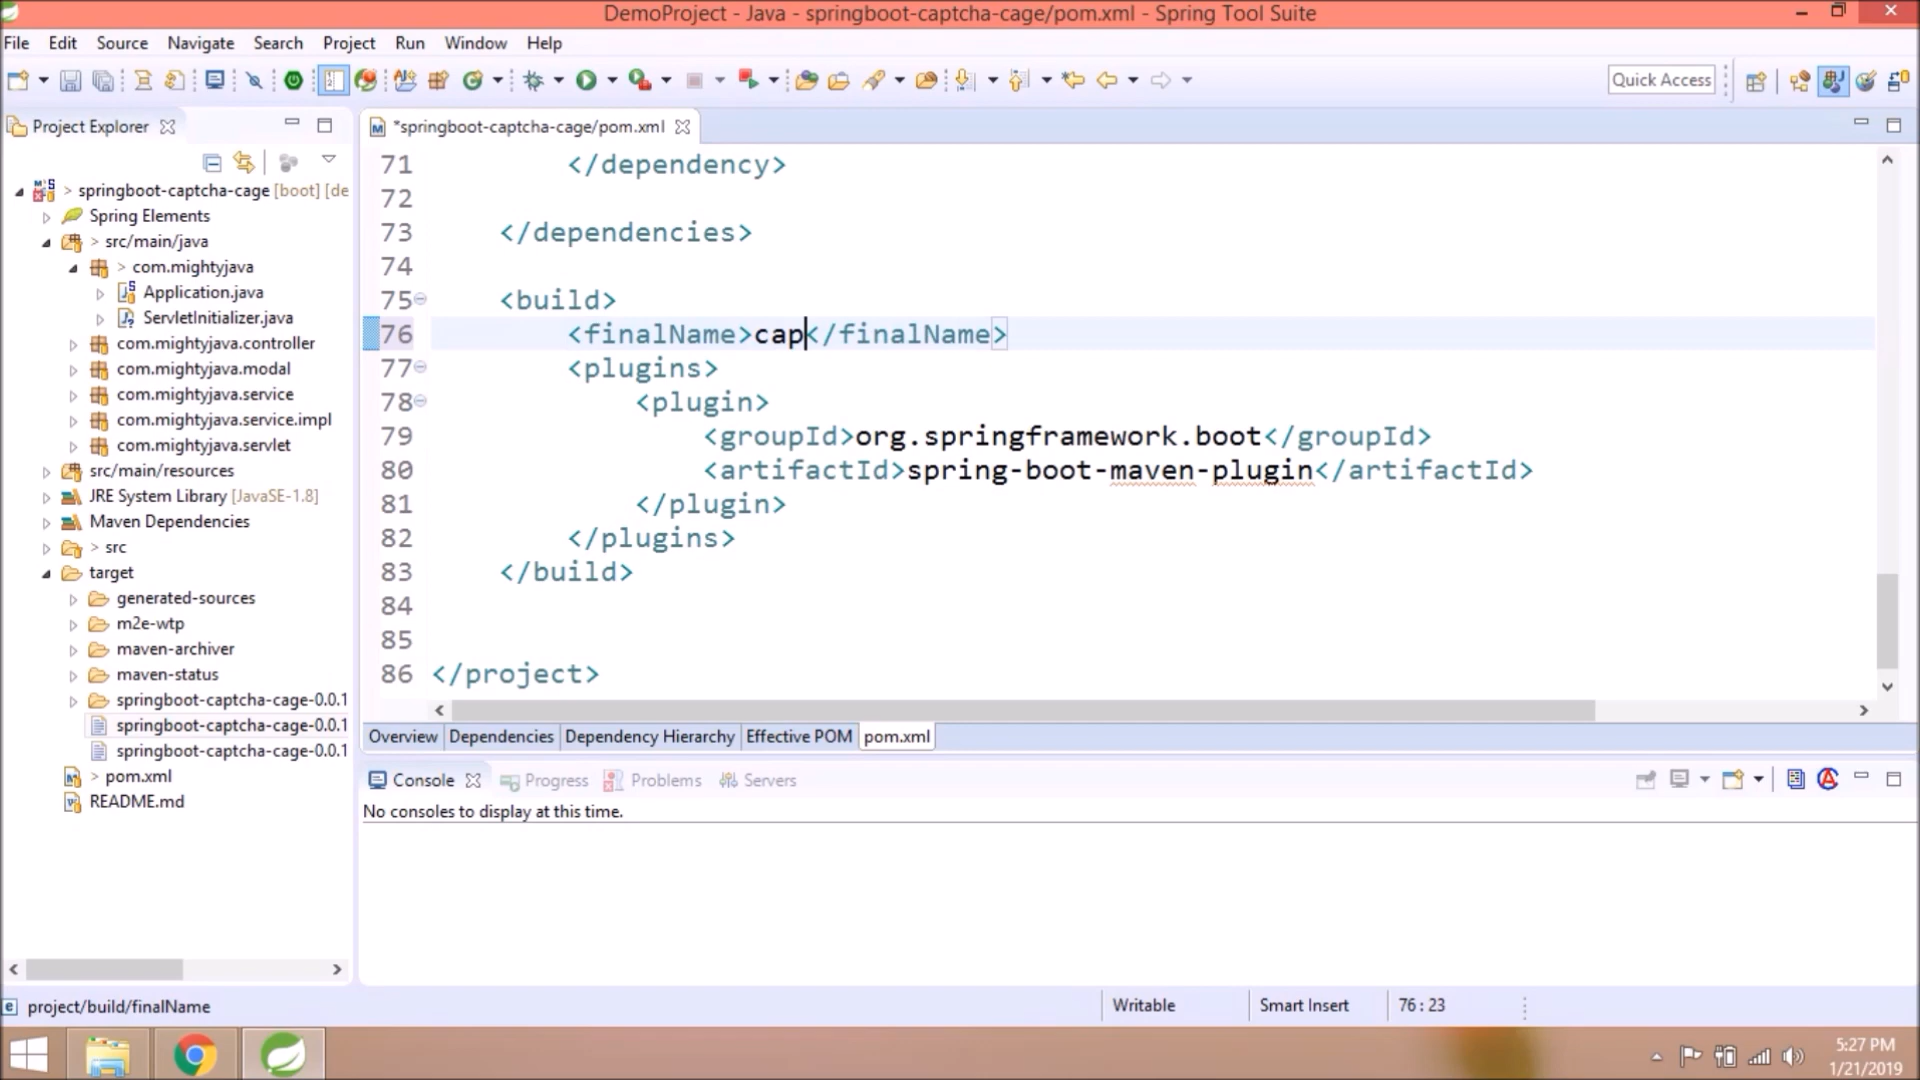 DemoProject - Java - springboot-captcha-cage/pom.xml - Spring Tool Suite
File Edit Source Navigate Search Project Run Window Help
Quick Access
Project Explorer
*springboot-captcha-cage/pom.xml
> springboot-captcha-cage [boot] [de
Spring Elements
> src/main/java
> com.mightyjava
Application.java
ServletInitializer.java
com.mightyjava.controller
com.mightyjava.modal
com.mightyjava.service
com.mightyjava.service.impl
com.mightyjava.servlet
src/main/resources
JRE System Library [JavaSE-1.8]
Maven Dependencies
> src
target
generated-sources
m2e-wtp
maven-archiver
maven-status
springboot-captcha-cage-0.0.1
springboot-captcha-cage-0.0.1
springboot-captcha-cage-0.0.1
> pom.xml
README.md
71 </dependency>
72
73 </dependencies>
74
75 <build>
76 <finalName>cap</finalName>
77 <plugins>
78 <plugin>
79 <groupId>org.springframework.boot</groupId>
80 <artifactId>spring-boot-maven-plugin</artifactId>
81 </plugin>
82 </plugins>
83 </build>
84
85
86 </project>
Overview Dependencies Dependency Hierarchy Effective POM pom.xml
Console Progress Problems Servers
No consoles to display at this time.
project/build/finalName Writable Smart Insert 76 : 23
5:27 PM
1/21/2019